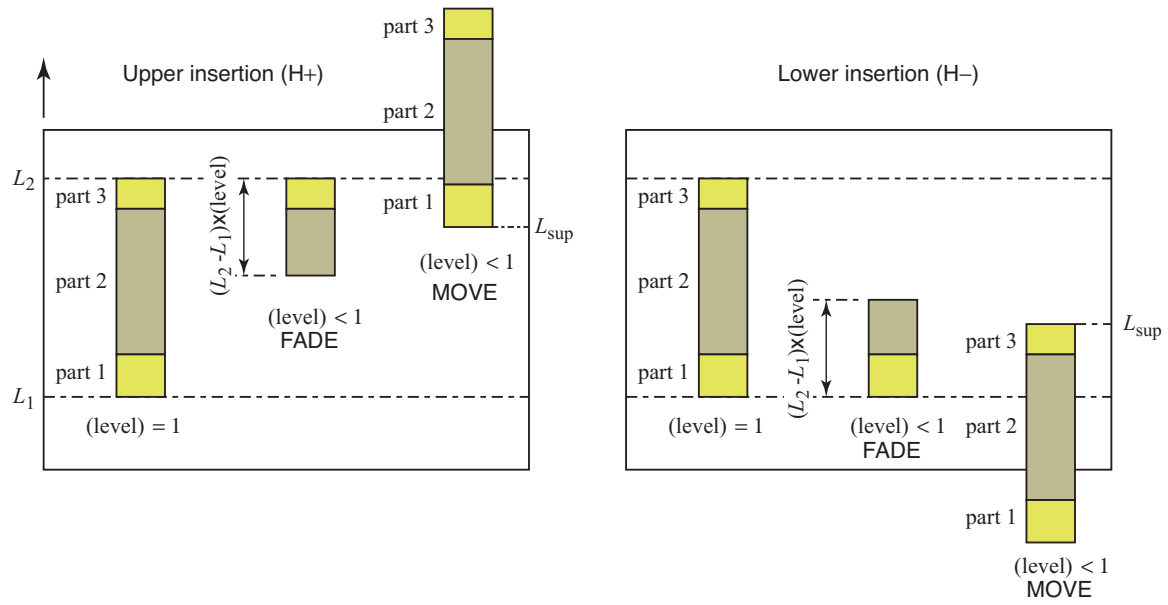 Upper insertion (H+)
part 3
part 2
part 1
L₂
part 3
part 2
part 1
L₁
(level) = 1
(L₂ -L₁)x(level)
(level) < 1
FADE
L_sup
(level) < 1
MOVE
Lower insertion (H−)
part 3
part 2
part 1
(level) = 1
(L₂ -L₁)x(level)
(level) < 1
FADE
L_sup
part 3
part 2
part 1
(level) < 1
MOVE